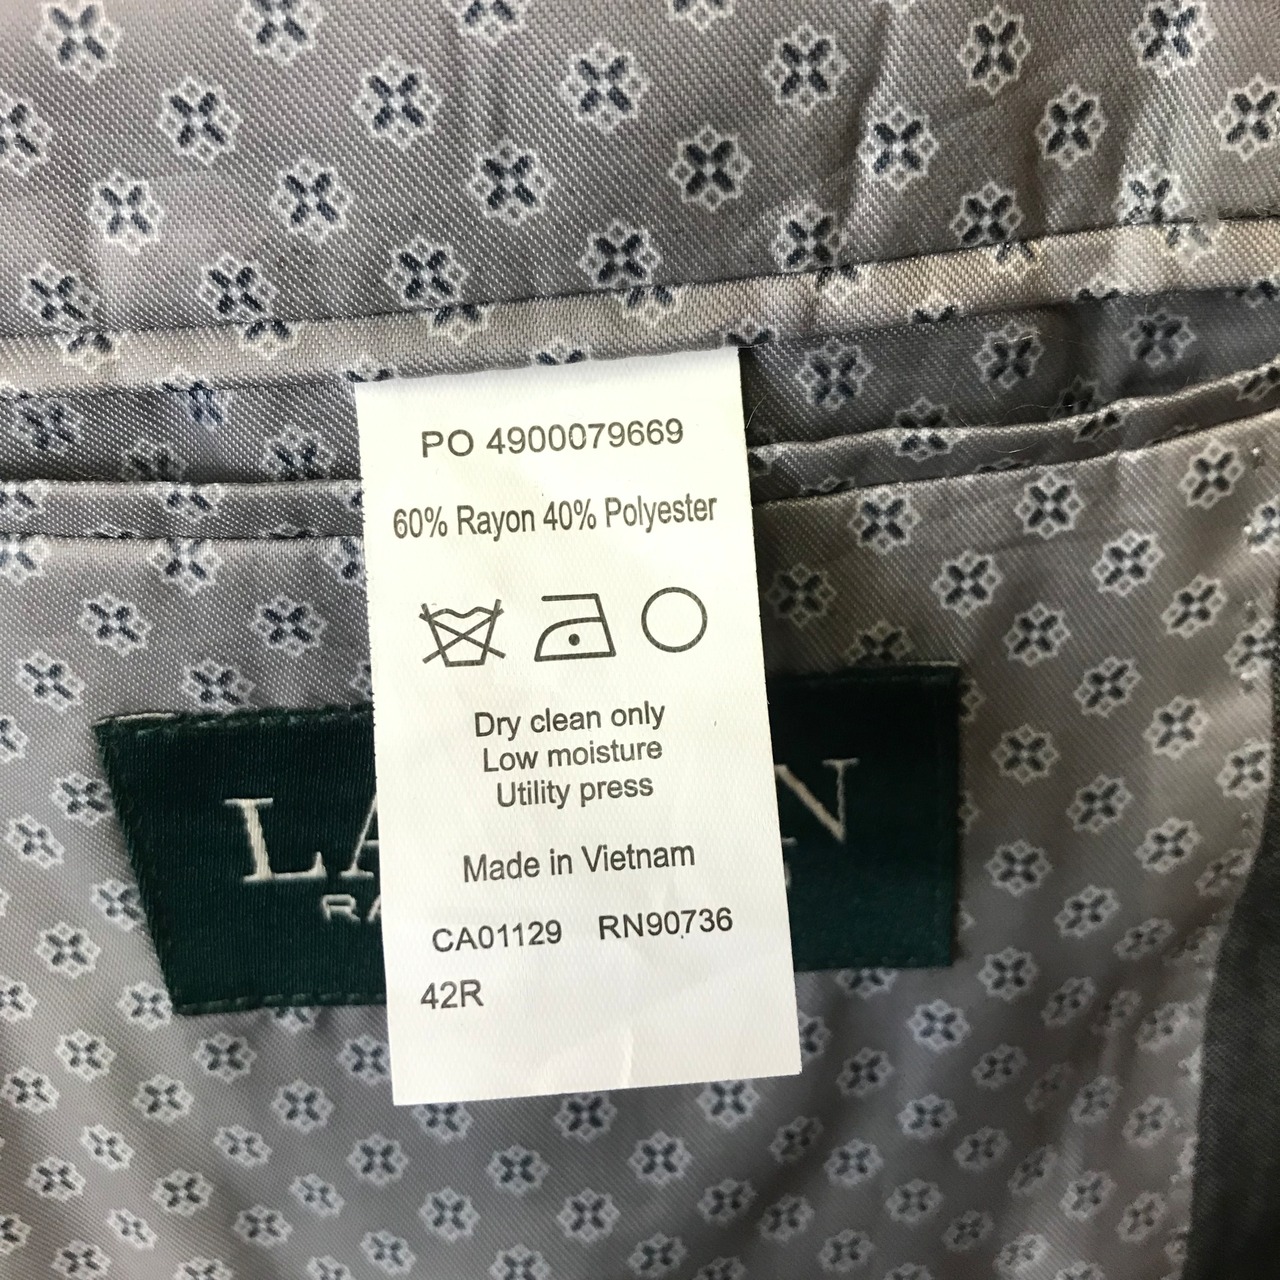 PO 4900079669
60% Rayon 40% Polyester
Dry clean only
Low moisture
Utility press
Made in Vietnam
CA01129 RN90736
42R